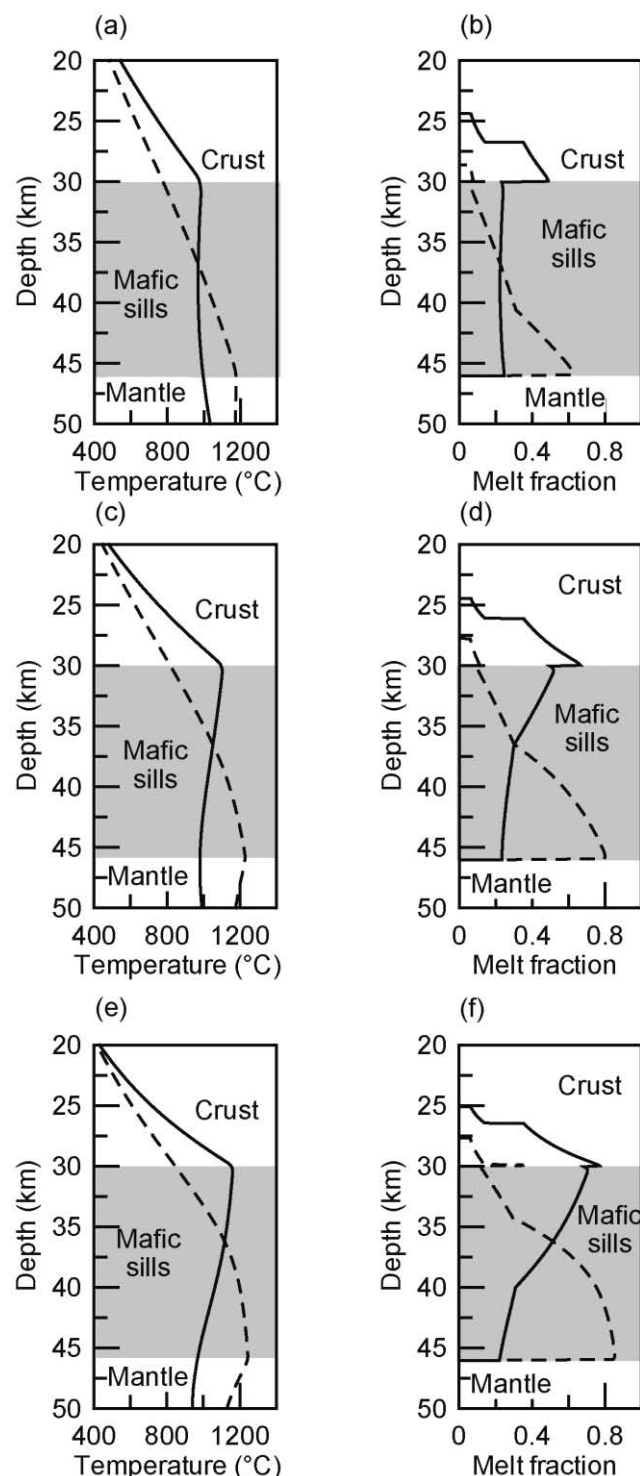 (a)
20
25
30
35
40
45
50
Depth (km)
Crust
Mafic
sills
Mantle
400
800
1200
Temperature (°C)
(b)
20
25
30
35
40
45
50
Depth (km)
Crust
Mafic
sills
Mantle
0
0.4
0.8
Melt fraction
(c)
20
25
30
35
40
45
50
Depth (km)
Crust
Mafic
sills
Mantle
400
800
1200
Temperature (°C)
(d)
20
25
30
35
40
45
50
Depth (km)
Crust
Mafic
sills
Mantle
0
0.4
0.8
Melt fraction
(e)
20
25
30
35
40
45
50
Depth (km)
Crust
Mafic
sills
Mantle
400
800
1200
Temperature (°C)
(f)
20
25
30
35
40
45
50
Depth (km)
Crust
Mafic
sills
Mantle
0
0.4
0.8
Melt fraction